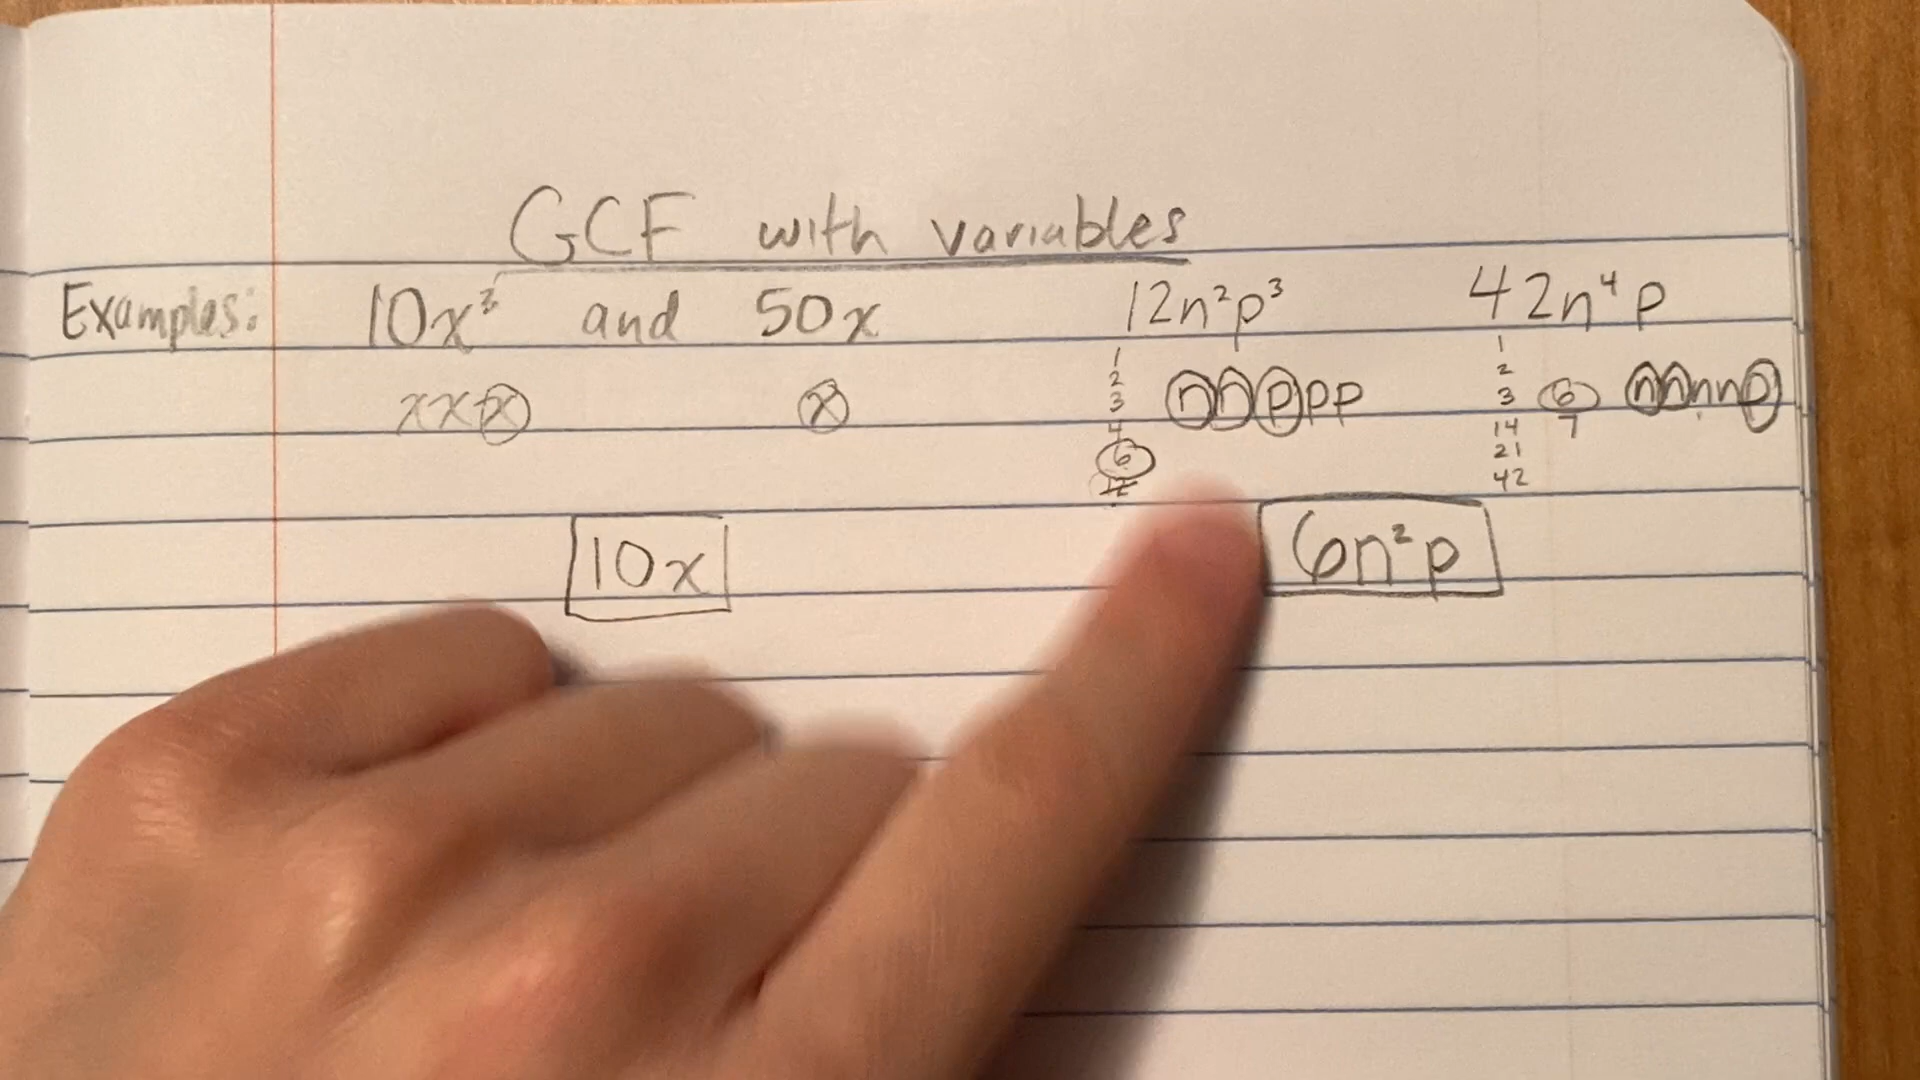 GCF with variables
Examples: 10x³ and 50x 12n²p³ 42n⁴p
xxx x nnppp nnnnp
1 1
2 2
3 3 6
4 14 7
6 21
12 42
10x 6n²p